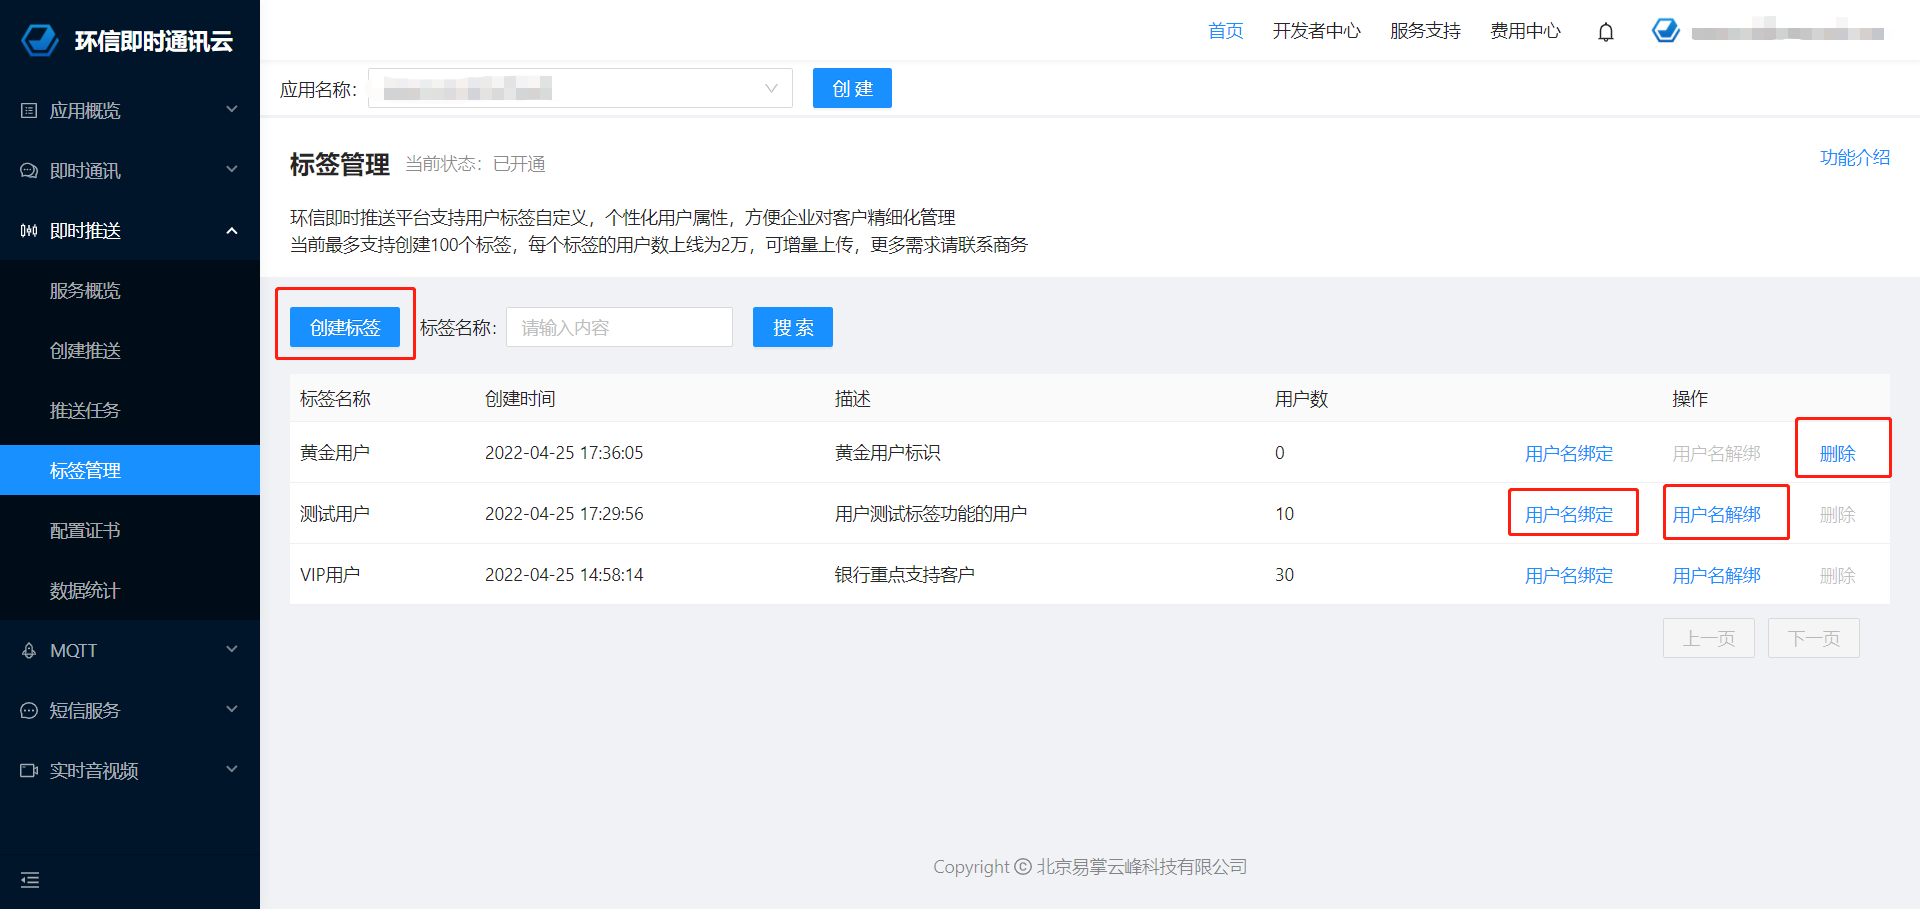 环信即时通讯云
首页 开发者中心 服务支持 费用中心
应用名称: 创 建
应用概览
即时通讯
即时推送
服务概览
创建推送
推送任务
标签管理
配置证书
数据统计
MQTT
短信服务
实时音视频
标签管理 当前状态: 已开通 功能介绍
环信即时推送平台支持用户标签自定义，个性化用户属性，方便企业对客户精细化管理
当前最多支持创建100个标签，每个标签的用户数上线为2万，可增量上传，更多需求请联系商务
创建标签 标签名称: 请输入内容 搜 索
标签名称 创建时间 描述 用户数 操作
黄金用户 2022-04-25 17:36:05 黄金用户标识 0 用户名绑定 用户名解绑 删除
测试用户 2022-04-25 17:29:56 用户测试标签功能的用户 10 用户名绑定 用户名解绑 删除
VIP用户 2022-04-25 14:58:14 银行重点支持客户 30 用户名绑定 用户名解绑 删除
上一页 下一页
Copyright © 北京易掌云峰科技有限公司